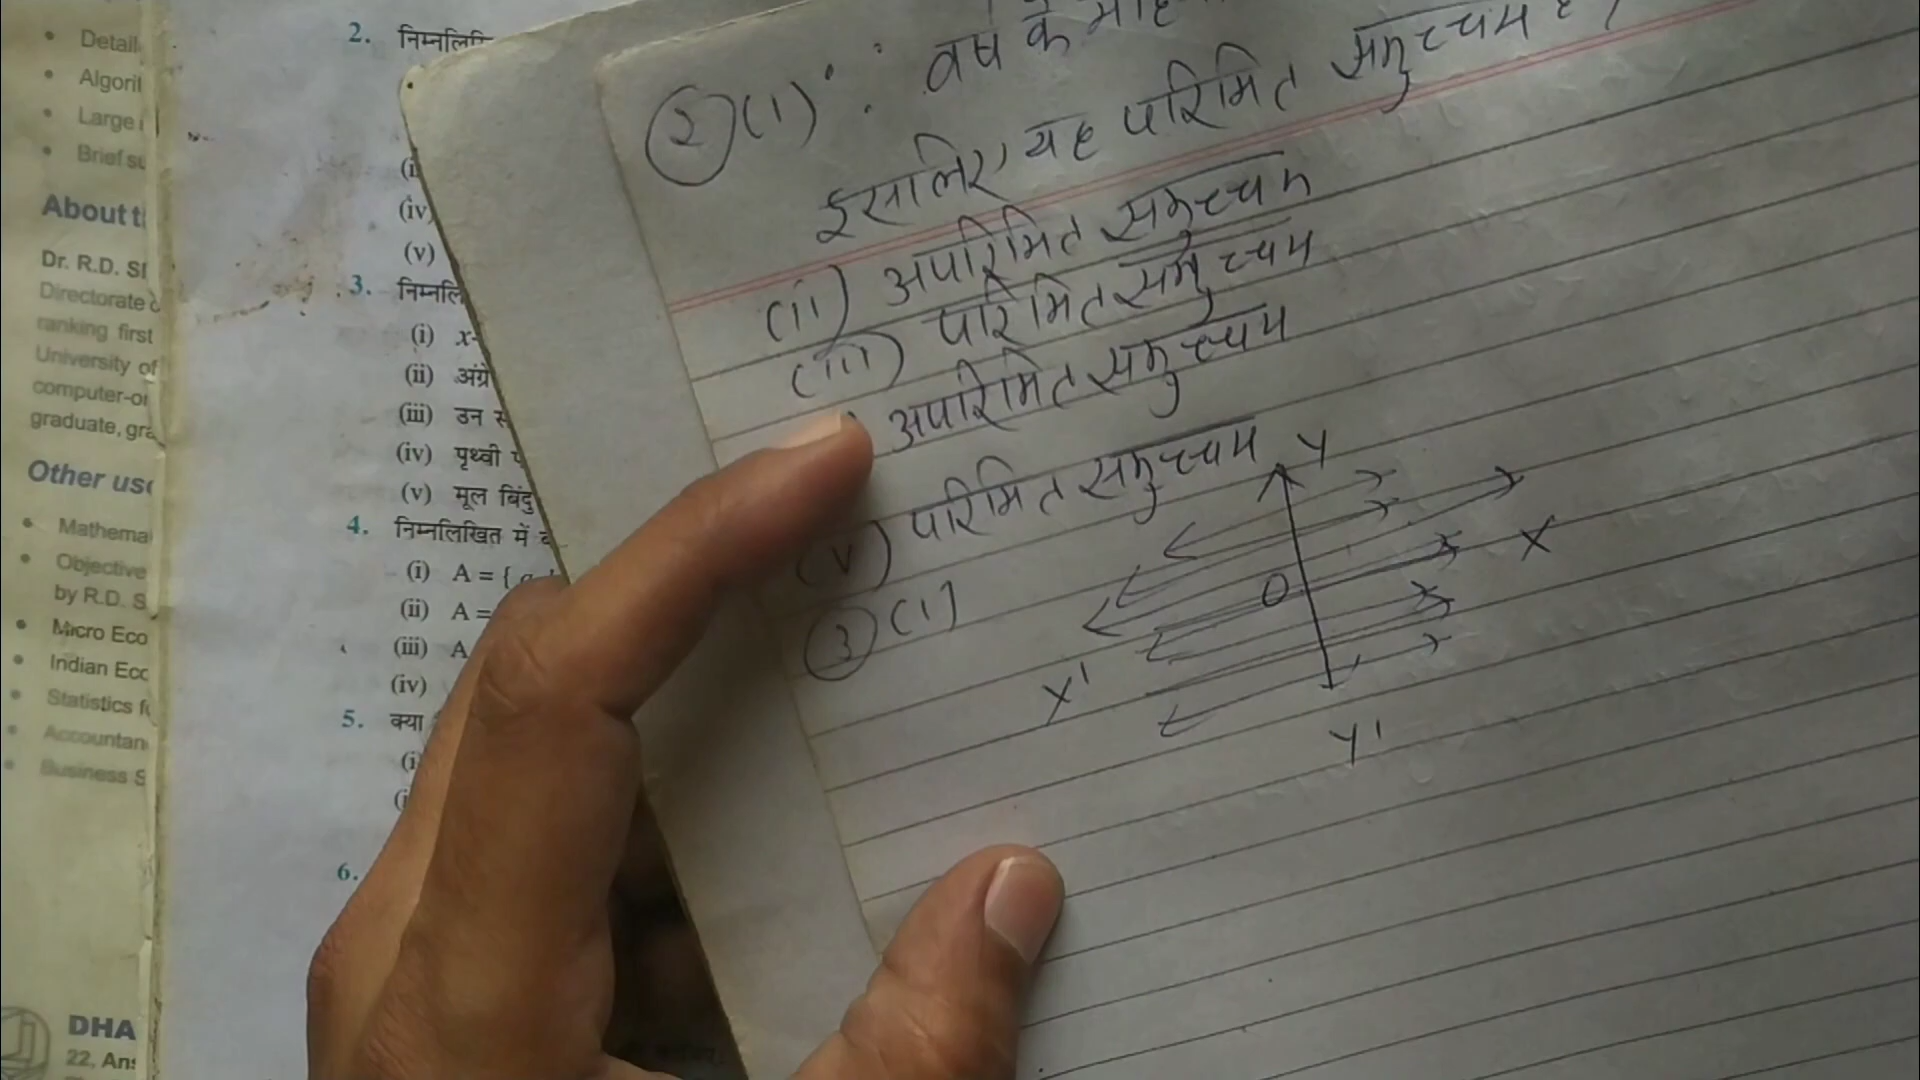 Detail
Algorit
Large
Brief su
About t
Dr. R.D. S
Directorate
ranking first
University of
computer-or
graduate, gra
Other use
Mathema
Objective
by R.D. S
Micro Eco
Indian Eco
Statistics f
Accountan
Business S
DHA
22, Ans
2. निम्नलिखि
(iv)
(v)
3. निम्नलि
(i) x-
(ii) अंग्रे
(iii) उन स
(iv) पृथ्वी
(v) मूल बिंदु
4. निम्नलिखित में
(i) A = {
(ii) A =
(iii) A
(iv)
5. क्या
6.
② (i) ∴ वर्ष के
इसलिए यह परिमित समुच्चय है।
(ii) अपरिमित समुच्चय
(iii) परिमित समुच्चय
अपरिमित समुच्चय
(v) परिमित समुच्चय
③ (i)
Y
X
O
X'
Y'